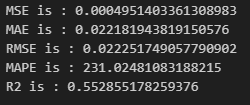 MSE is : 0.0004951403361308983
MAE is : 0.022181943819150576
RMSE is : 0.022251749057790902
MAPE is : 231.02481083188215
R2 is : 0.552855178259376